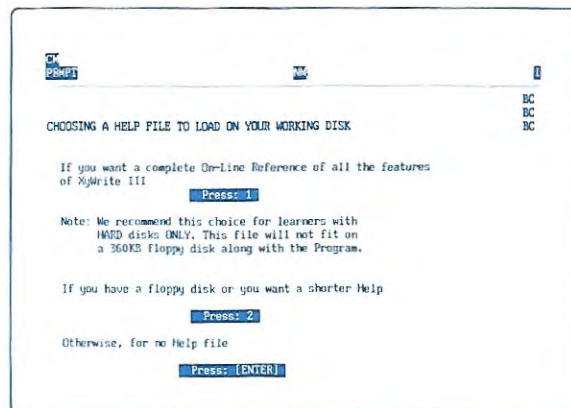 CM
PRMPT NM I
BC
BC
CHOOSING A HELP FILE TO LOAD ON YOUR WORKING DISK BC
If you want a complete On-Line Reference of all the features
of XyWrite III
Press: 1
Note: We recommend this choice for learners with
HARD disks ONLY. This file will not fit on
a 360KB floppy disk along with the Program.
If you have a floppy disk or you want a shorter Help
Press: 2
Otherwise, for no Help file
Press: [ENTER]